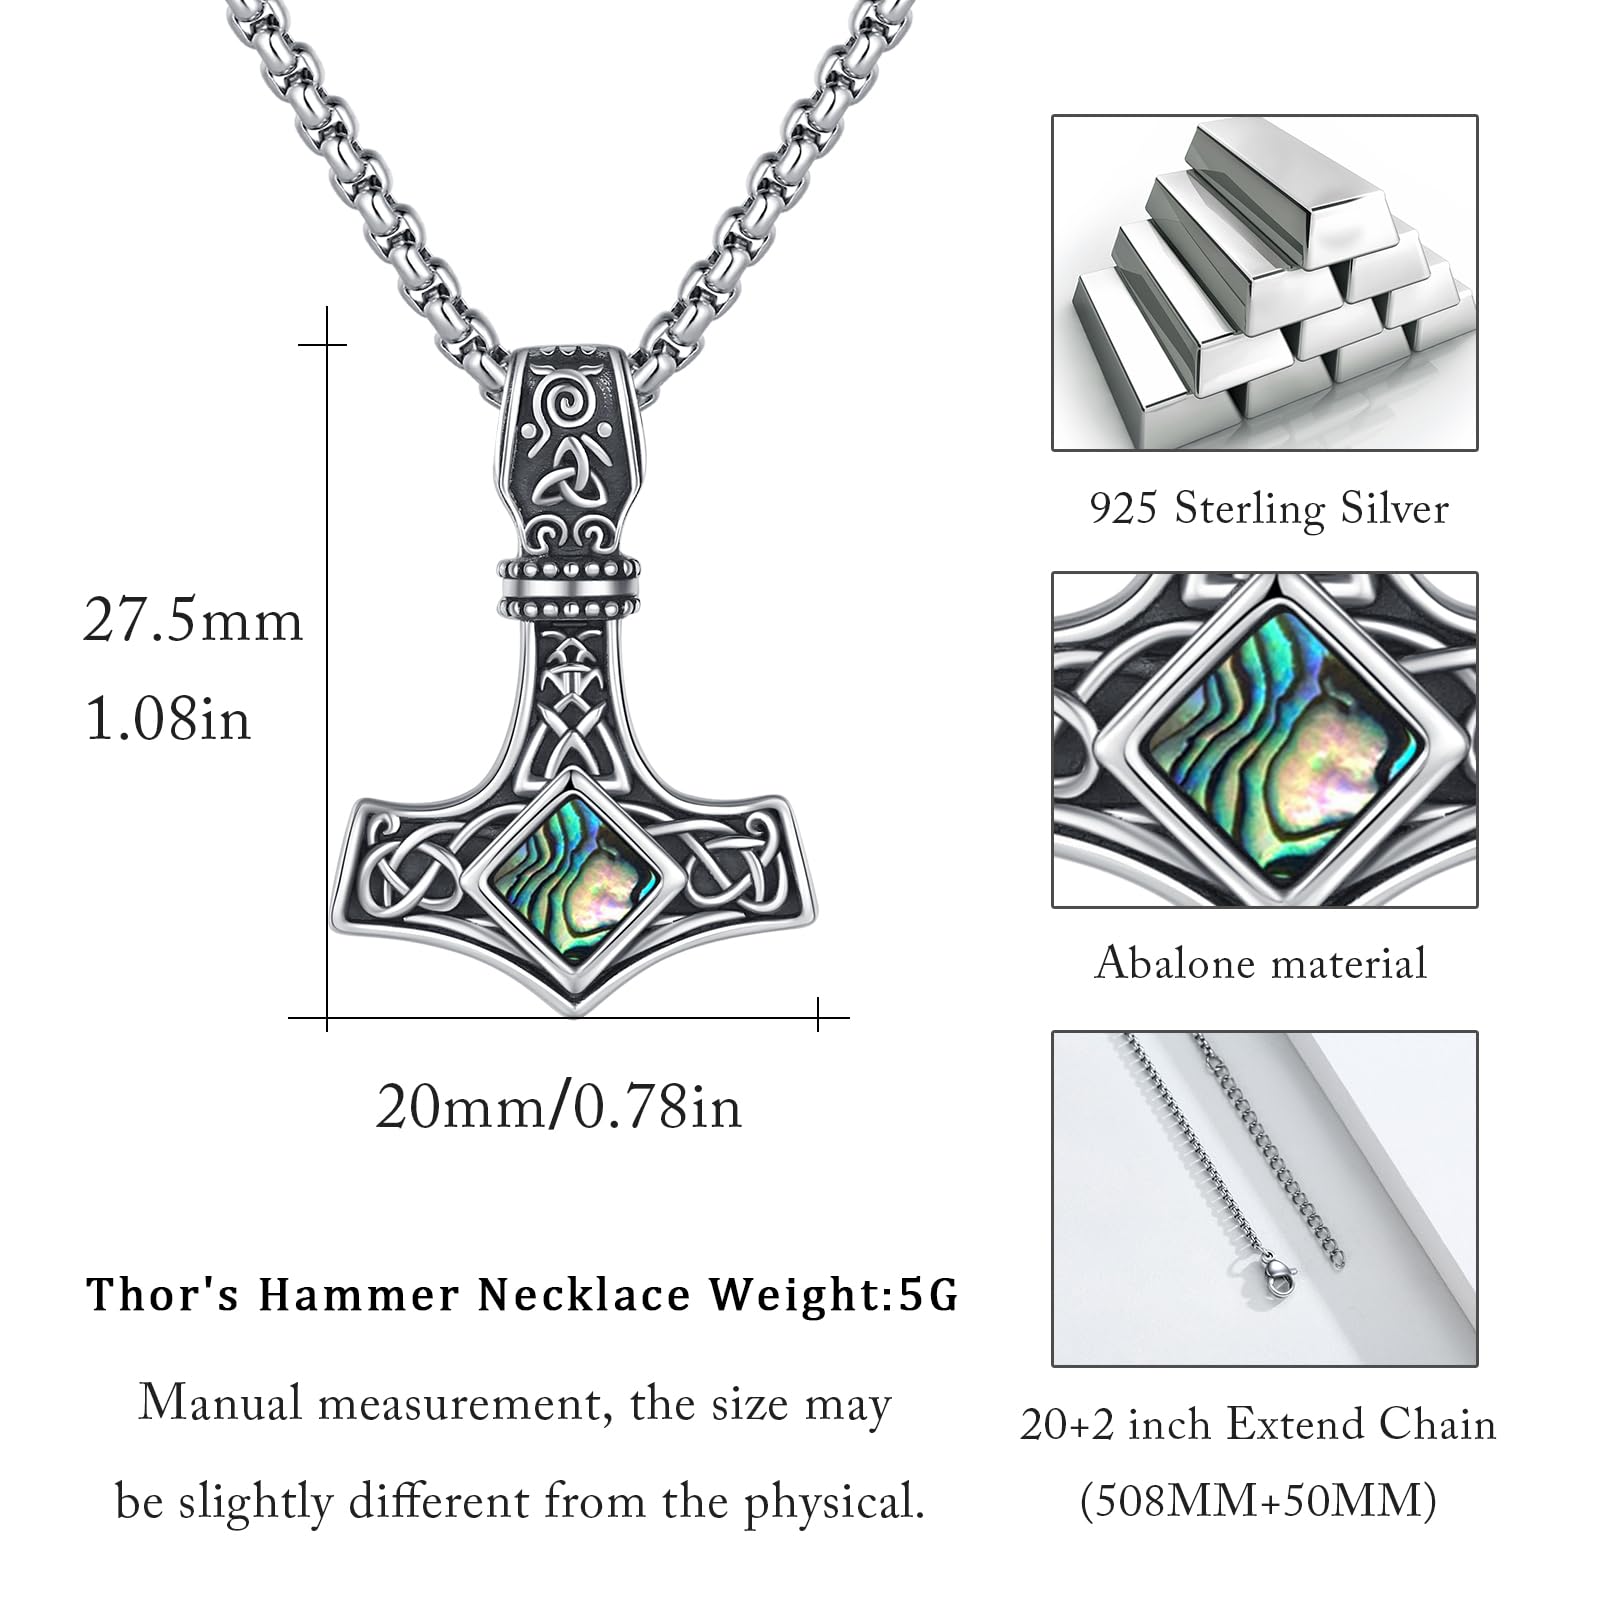 27.5mm
1.08in
20mm/0.78in
Thor's Hammer Necklace Weight:5G
Manual measurement, the size may
be slightly different from the physical.
925 Sterling Silver
Abalone material
20+2 inch Extend Chain
(508MM+50MM)